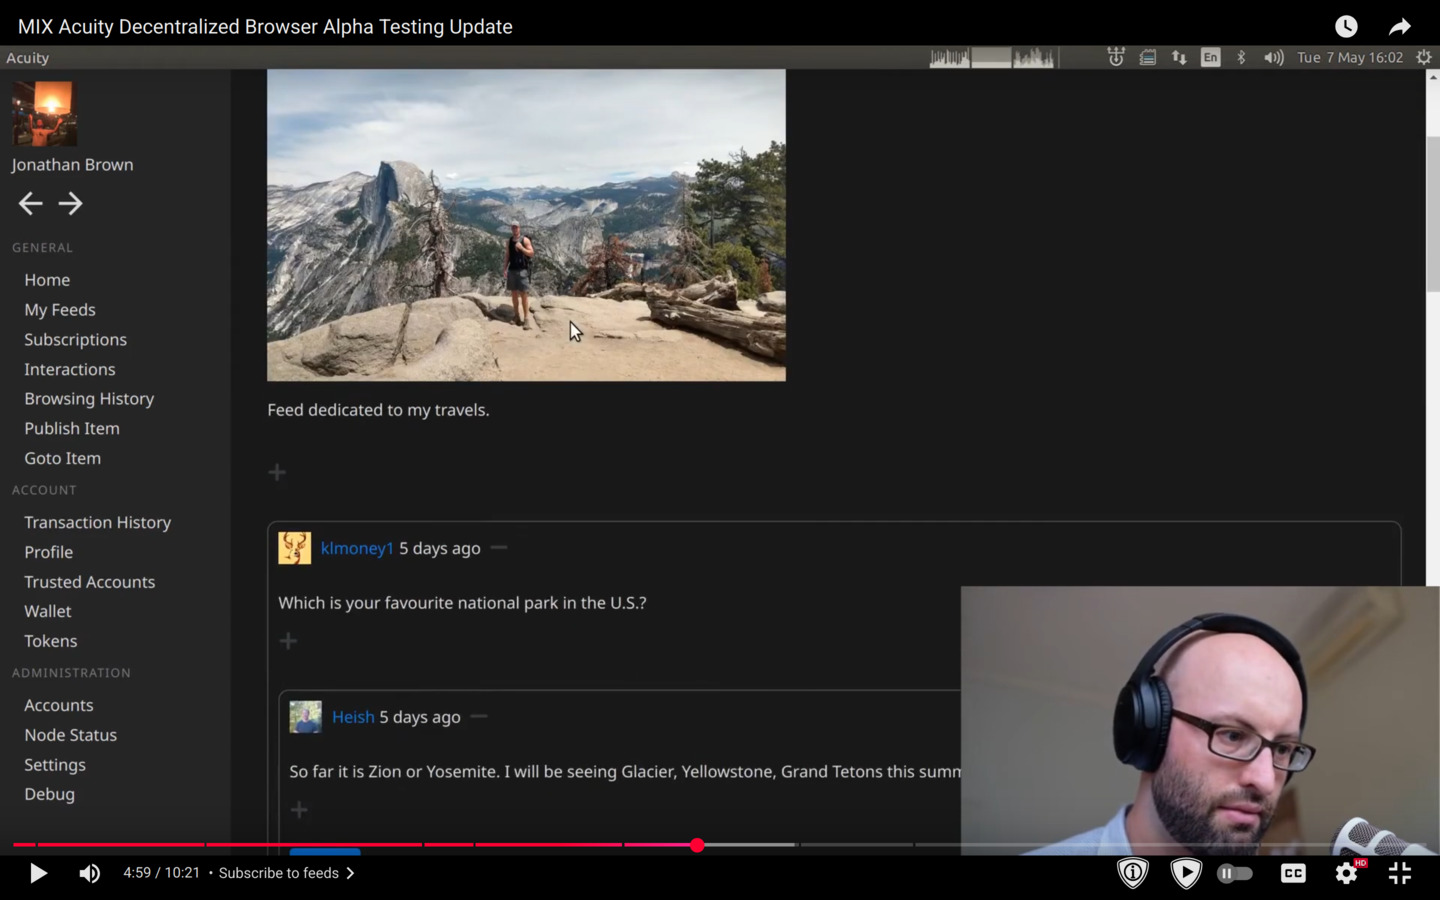 MIX Acuity Decentralized Browser Alpha Testing Update
Acuity
En
Tue 7 May 16:02
Jonathan Brown
GENERAL
Home
My Feeds
Subscriptions
Interactions
Browsing History
Publish Item
Goto Item
ACCOUNT
Transaction History
Profile
Trusted Accounts
Wallet
Tokens
ADMINISTRATION
Accounts
Node Status
Settings
Debug
Feed dedicated to my travels.
klmoney1 5 days ago
Which is your favourite national park in the U.S.?
Heish 5 days ago
So far it is Zion or Yosemite. I will be seeing Glacier, Yellowstone, Grand Tetons this summ
4:59 / 10:21 • Subscribe to feeds
CC
HD